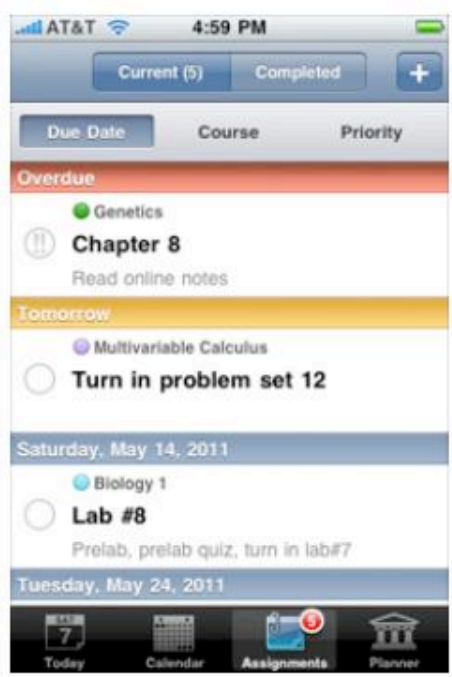 AT&T 4:59 PM
Current (5) Completed +
Due Date Course Priority
Overdue
Genetics
!! Chapter 8
Read online notes
Tomorrow
Multivariable Calculus
Turn in problem set 12
Saturday, May 14, 2011
Biology 1
Lab #8
Prelab, prelab quiz, turn in lab#7
Tuesday, May 24, 2011
SAT
7 5
Today Calendar Assignments Planner